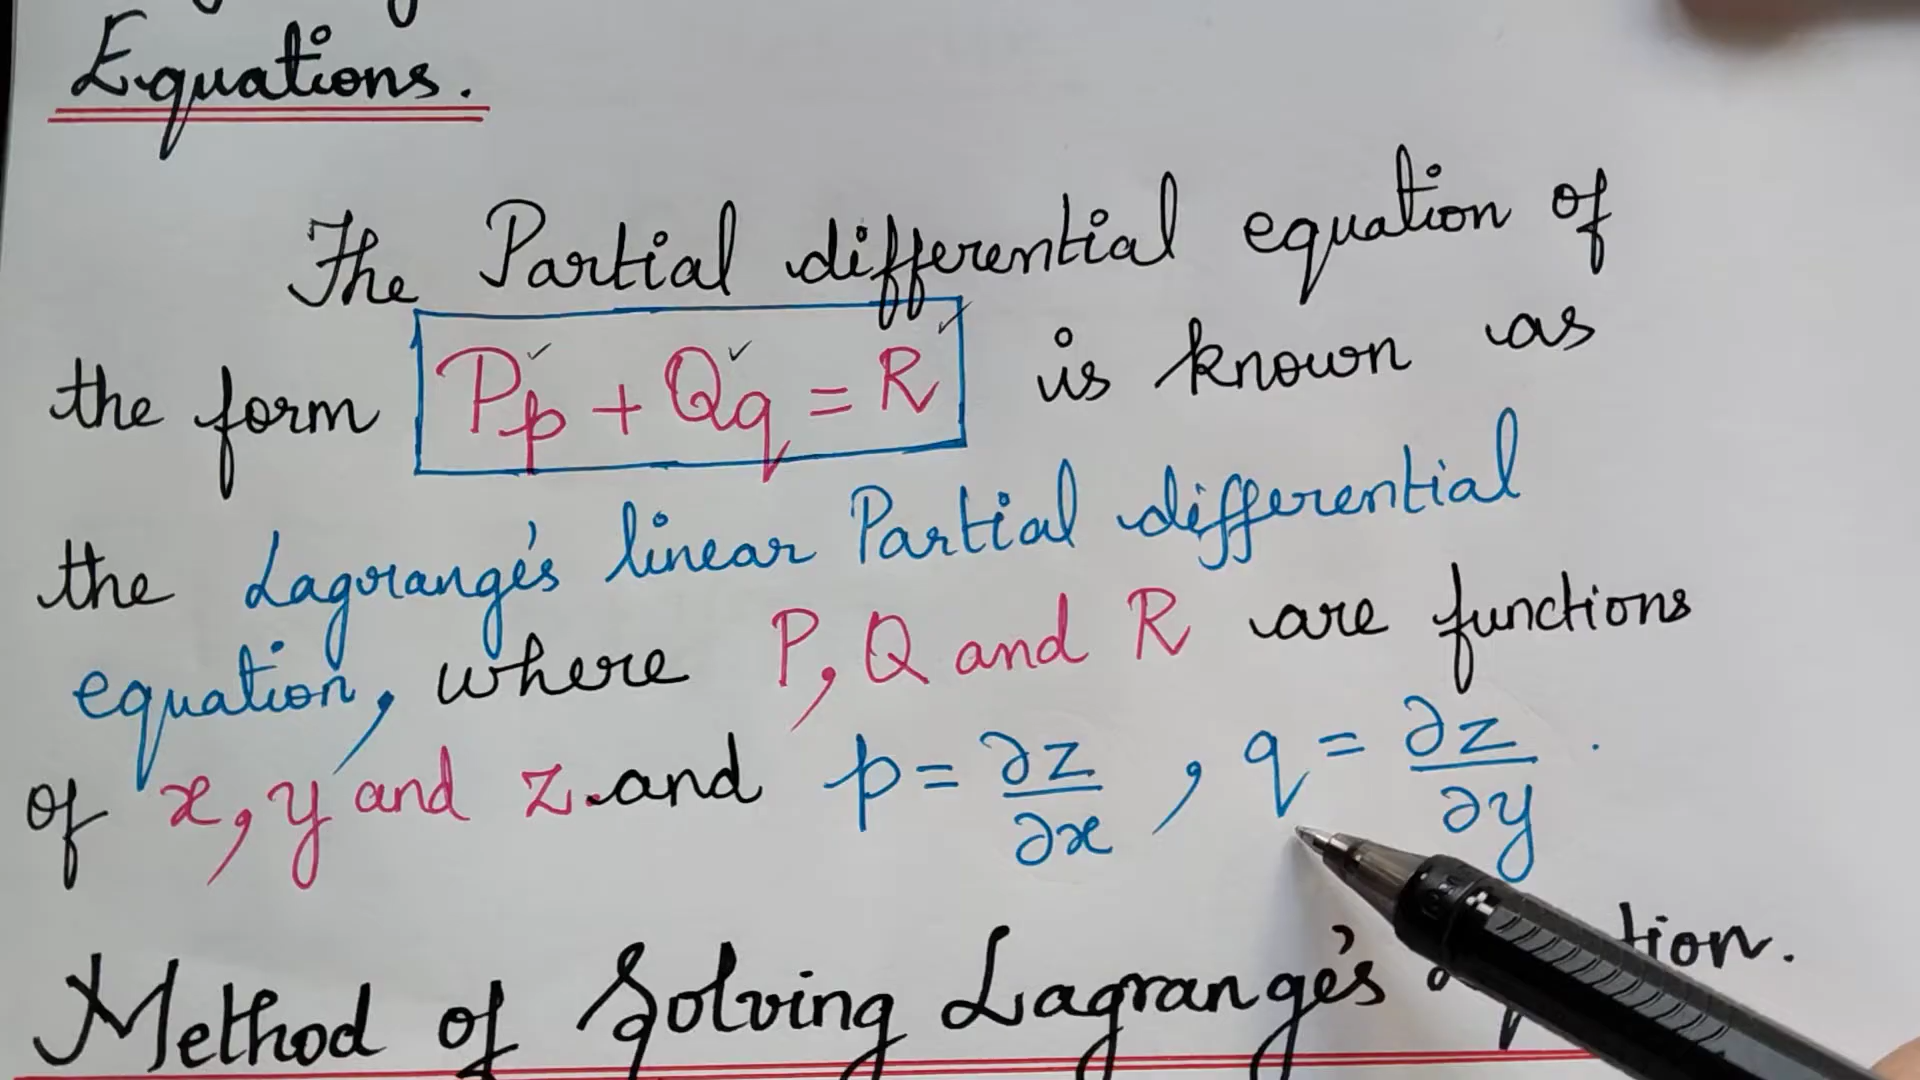 Equations.
The Partial differential equation of
the form Pp + Qq = R is known as
the Lagrange's linear Partial differential
equation, where P, Q and R are functions
of x, y and z. and p = ∂z/∂x , q = ∂z/∂y .
Method of Solving Lagrange's